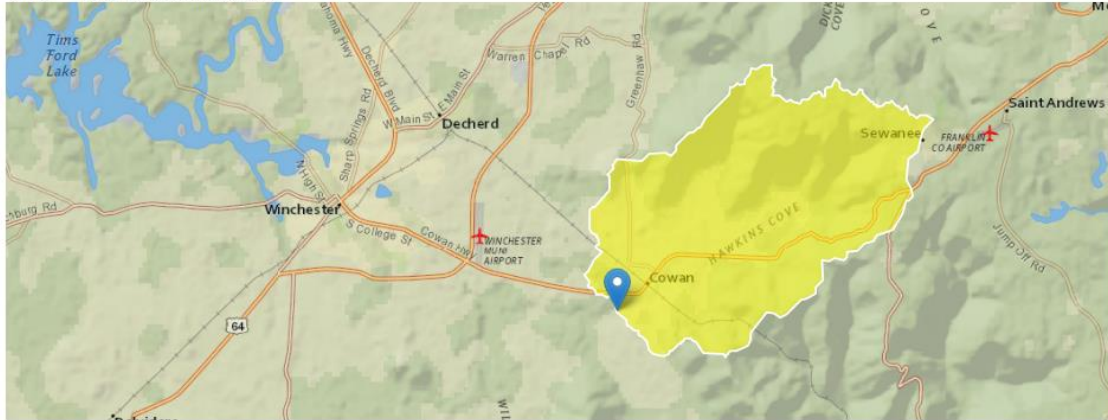 Tims
Ford
Lake
Decherd Blvd
E Main St
W Main St
Sharp Springs Rd
N High St
Decherd
Warren Chapel Rd
Greenhaw Rd
Winchester
S College St
Cowan Hwy
WINCHESTER
MUNI
AIRPORT
64
Cowan
HAWKINS COVE
Sewanee
FRANKLIN
CO AIRPORT
Saint Andrews
Jump Off Rd